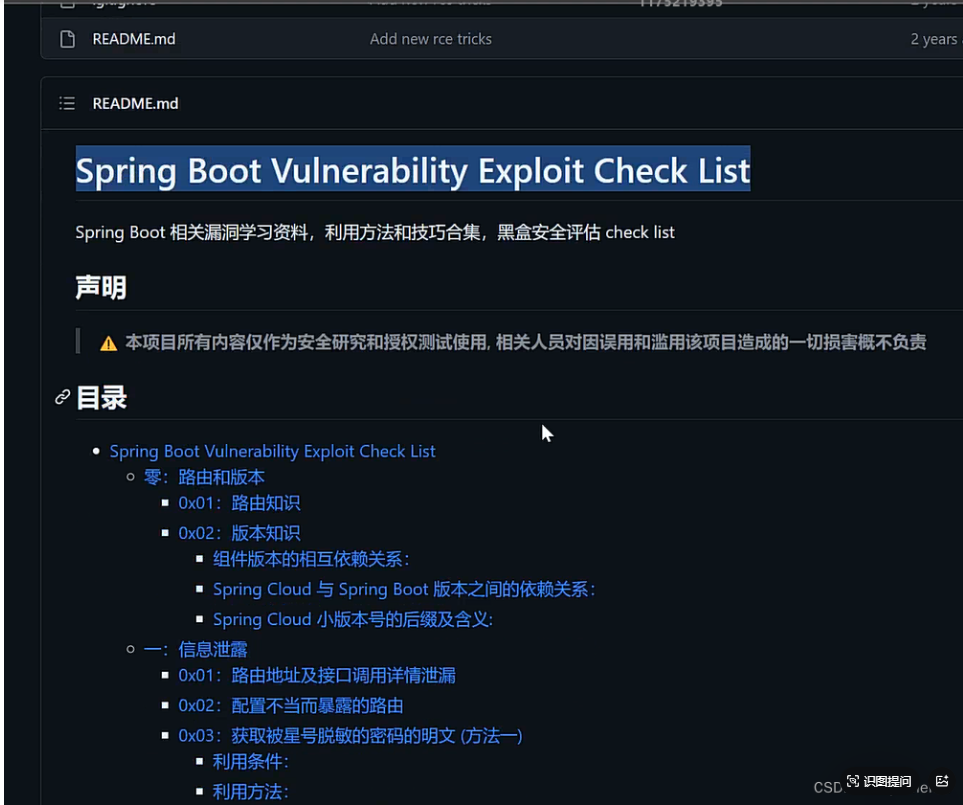 README.md Add new rce tricks 2 years
README.md
Spring Boot Vulnerability Exploit Check List
Spring Boot 相关漏洞学习资料，利用方法和技巧合集，黑盒安全评估 check list
声明
本项目所有内容仅作为安全研究和授权测试使用, 相关人员对因误用和滥用该项目造成的一切损害概不负责
目录
Spring Boot Vulnerability Exploit Check List
零：路由和版本
0x01：路由知识
0x02：版本知识
组件版本的相互依赖关系：
Spring Cloud 与 Spring Boot 版本之间的依赖关系：
Spring Cloud 小版本号的后缀及含义：
一：信息泄露
0x01：路由地址及接口调用详情泄漏
0x02：配置不当而暴露的路由
0x03：获取被星号脱敏的密码的明文 (方法一)
利用条件：
利用方法：
识图提问